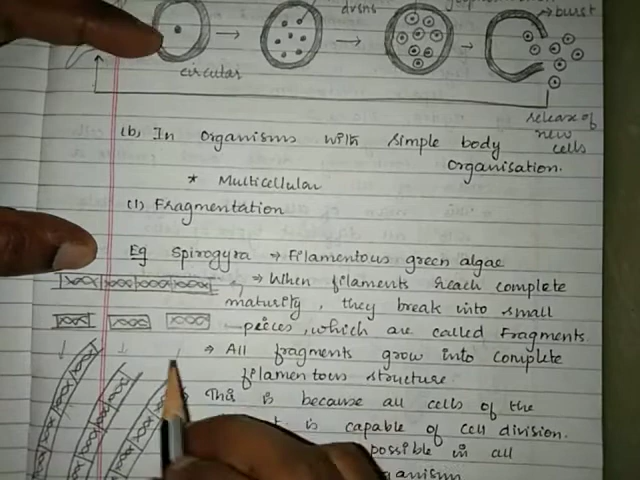 burst
circular
release of
new
cells
(b) In organisms with simple body
organisation.
* Multicellular
(1) Fragmentation
Eg Spirogyra → Filamentous green algae
→ When filaments reach complete
maturity, they break into small
pieces, which are called Fragments.
→ All fragments grow into complete
filamentous structure.
This is because all cells of the
is capable of cell division.
possible in all